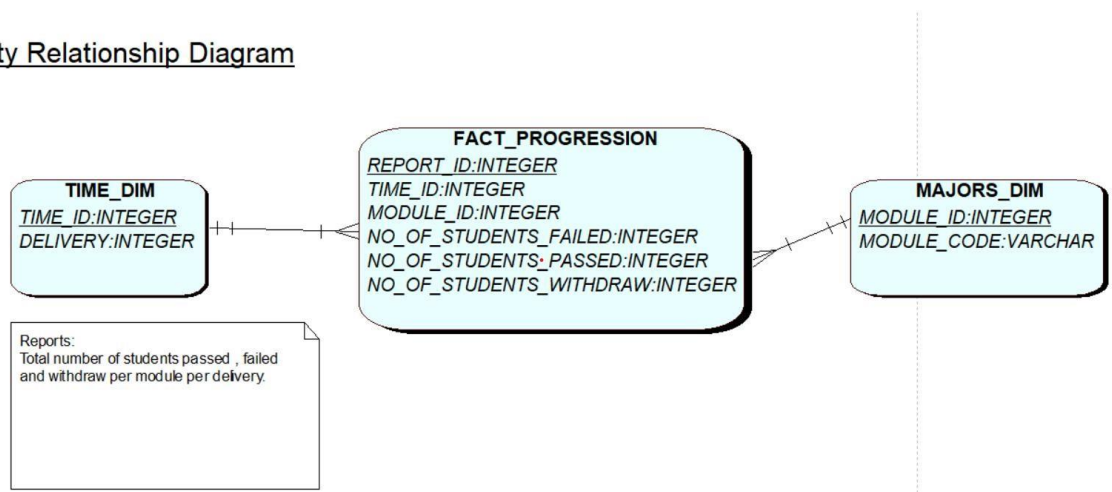 ty Relationship Diagram
FACT_PROGRESSION
REPORT_ID:INTEGER
TIME_ID:INTEGER
MODULE_ID:INTEGER
NO_OF_STUDENTS_FAILED:INTEGER
NO_OF_STUDENTS_PASSED:INTEGER
NO_OF_STUDENTS_WITHDRAW:INTEGER
TIME_DIM
TIME_ID:INTEGER
DELIVERY:INTEGER
MAJORS_DIM
MODULE_ID:INTEGER
MODULE_CODE:VARCHAR
Reports:
Total number of students passed , failed
and withdraw per module per delivery.